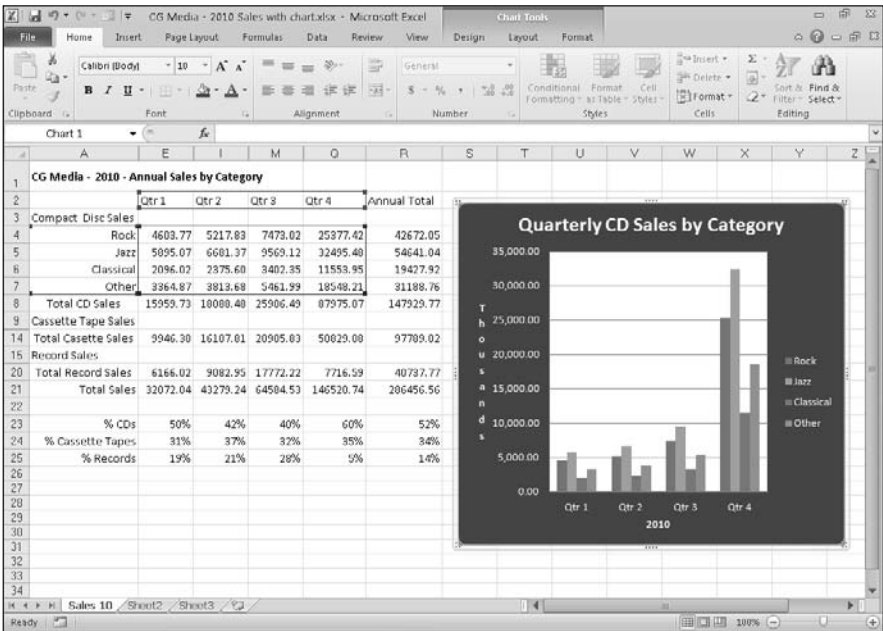 CG Media - 2010 Sales with chart.xlsx - Microsoft Excel
Chart Tools
File Home Insert Page Layout Formulas Data Review View Design Layout Format
Paste
Calibri (Body) 10 A A
B I U A
General
$ % ,
Conditional Formatting Format as Table Cell Styles
Insert
Delete
Format
Σ
Sort & Filter Find & Select
Clipboard Font Alignment Number Styles Cells Editing
Chart 1 fx
A E I M Q R S T U V W X Y Z
1 CG Media - 2010 - Annual Sales by Category
2 Qtr 1 Qtr 2 Qtr 3 Qtr 4 Annual Total
3 Compact Disc Sales
4 Rock 4603.77 5217.83 7473.02 25377.42 42672.05
5 Jazz 5895.07 6681.37 9569.12 32495.48 54641.04
6 Classical 2096.02 2375.60 3402.35 11553.95 19427.92
7 Other 3364.87 3813.68 5461.99 18548.21 31188.76
8 Total CD Sales 15959.73 18088.48 25906.49 87975.07 147929.77
9 Cassette Tape Sales
14 Total Casette Sales 9946.30 16107.81 20905.83 50829.08 97789.02
15 Record Sales
20 Total Record Sales 6166.02 9082.95 17772.22 7716.59 40737.77
21 Total Sales 32072.04 43279.24 64584.53 146520.74 286456.56
22
23 % CDs 50% 42% 40% 60% 52%
24 % Cassette Tapes 31% 37% 32% 35% 34%
25 % Records 19% 21% 28% 5% 14%
26
27
28
29
30
31
32
33
34
Quarterly CD Sales by Category
Thousands
35,000.00
30,000.00
25,000.00
20,000.00
15,000.00
10,000.00
5,000.00
0.00
Qtr 1 Qtr 2 Qtr 3 Qtr 4
2010
Rock
Jazz
Classical
Other
Sales 10 Sheet2 Sheet3
Ready 100%